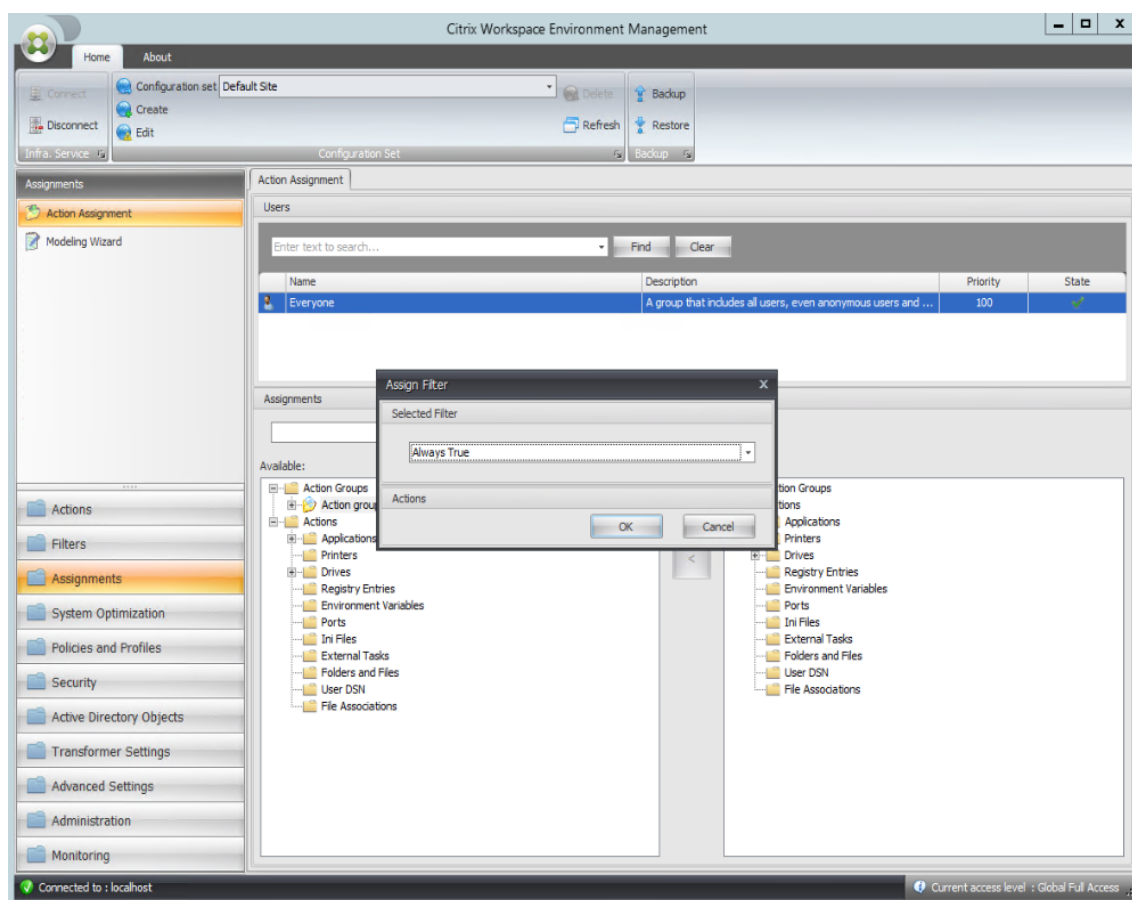 Citrix Workspace Environment Management
Home About
Connect
Disconnect
Infra. Service
Configuration set Default Site
Create
Edit
Delete
Refresh
Configuration Set
Backup
Restore
Backup
Assignments
Action Assignment
Modeling Wizard
Actions
Filters
Assignments
System Optimization
Policies and Profiles
Security
Active Directory Objects
Transformer Settings
Advanced Settings
Administration
Monitoring
Action Assignment
Users
Enter text to search... Find Clear
Name Description Priority State
Everyone A group that includes all users, even anonymous users and ... 100
Assignments
Available:
Action Groups
Action grou
Actions
Applications
Printers
Drives
Registry Entries
Environment Variables
Ports
Ini Files
External Tasks
Folders and Files
User DSN
File Associations
Assign Filter x
Selected Filter
Always True
Actions
OK Cancel
<
tion Groups
tions
Applications
Printers
Drives
Registry Entries
Environment Variables
Ports
Ini Files
External Tasks
Folders and Files
User DSN
File Associations
Connected to : localhost
Current access level : Global Full Access